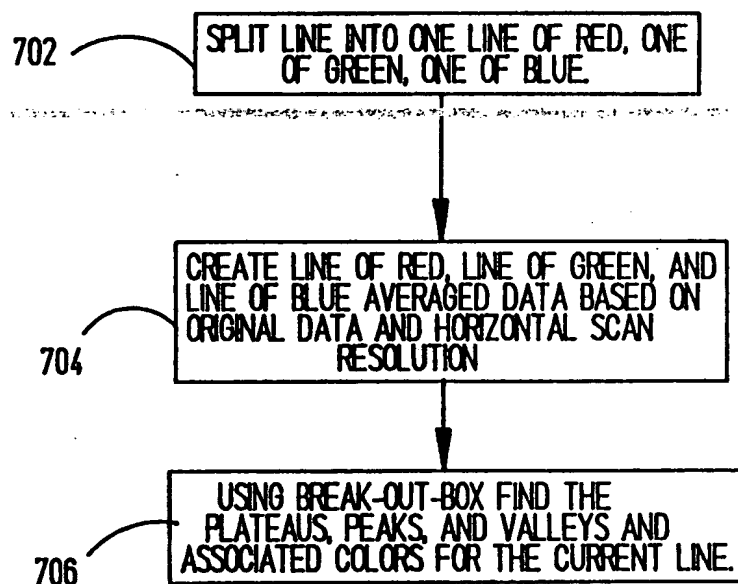 702
SPLIT LINE INTO ONE LINE OF RED, ONE
OF GREEN, ONE OF BLUE.
CREATE LINE OF RED, LINE OF GREEN, AND
LINE OF BLUE AVERAGED DATA BASED ON
ORIGINAL DATA AND HORIZONTAL SCAN
RESOLUTION
704
USING BREAK-OUT-BOX FIND THE
PLATEAUS, PEAKS, AND VALLEYS AND
ASSOCIATED COLORS FOR THE CURRENT LINE.
706